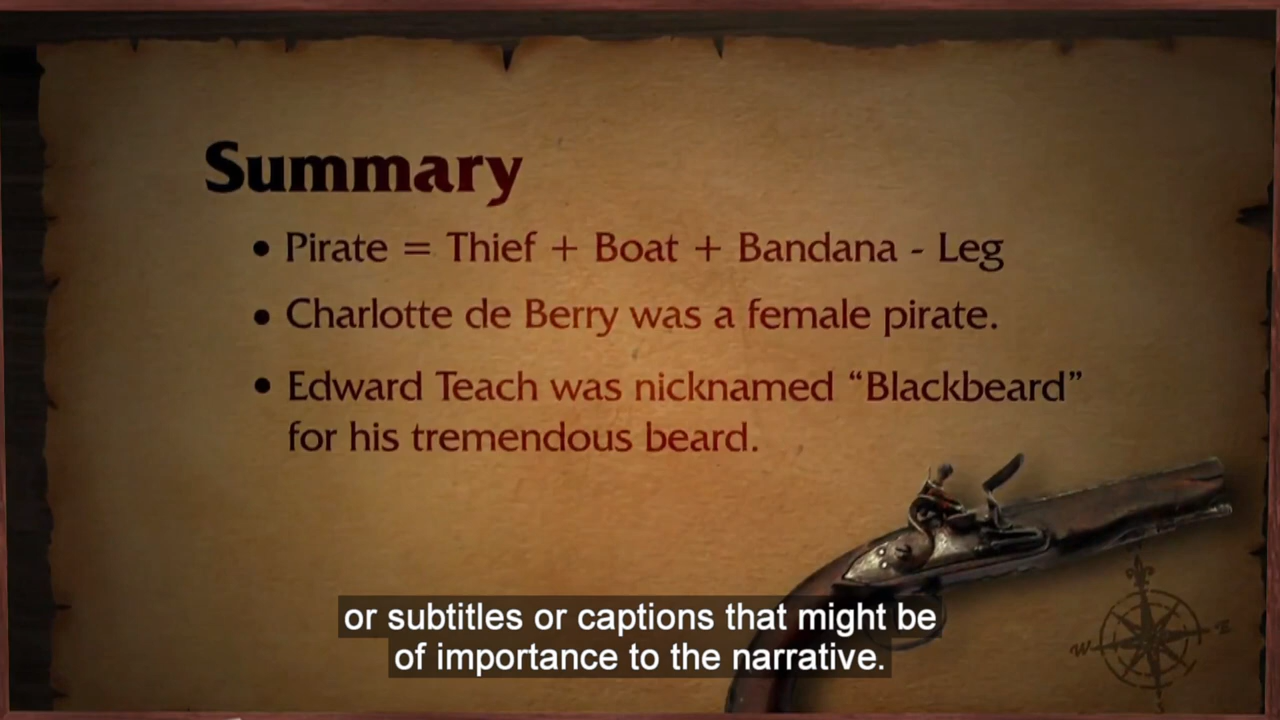 Summary
• Pirate = Thief + Boat + Bandana - Leg
• Charlotte de Berry was a female pirate.
• Edward Teach was nicknamed “Blackbeard”
for his tremendous beard.
W E
S
or subtitles or captions that might be
of importance to the narrative.